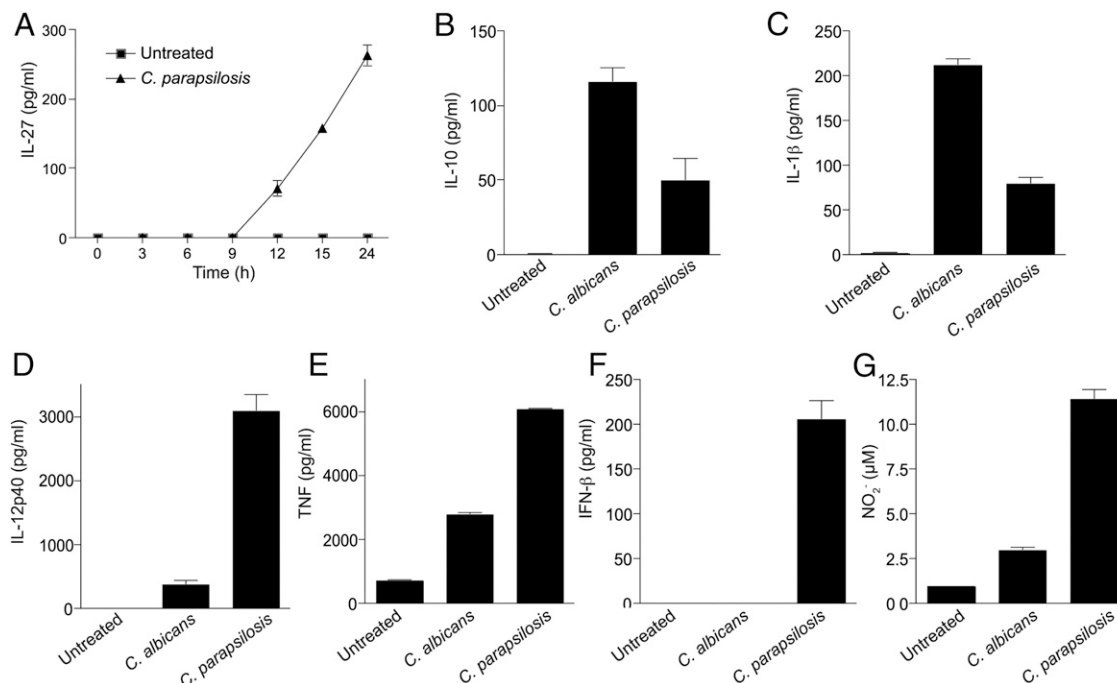 A
300
200
100
0
IL-27 (pg/ml)
Untreated
C. parapsilosis
0 3 6 9 12 15 24
Time (h)
B
150
100
50
0
IL-10 (pg/ml)
Untreated
C. albicans
C. parapsilosis
C
250
200
150
100
50
0
IL-1β (pg/ml)
Untreated
C. albicans
C. parapsilosis
D
3000
2000
1000
0
IL-12p40 (pg/ml)
Untreated
C. albicans
C. parapsilosis
E
6000
4000
2000
0
TNF (pg/ml)
Untreated
C. albicans
C. parapsilosis
F
250
200
150
100
50
0
IFN-β (pg/ml)
Untreated
C. albicans
C. parapsilosis
G
12.5
10.0
7.5
5.0
2.5
0.0
NO₂⁻ (μM)
Untreated
C. albicans
C. parapsilosis